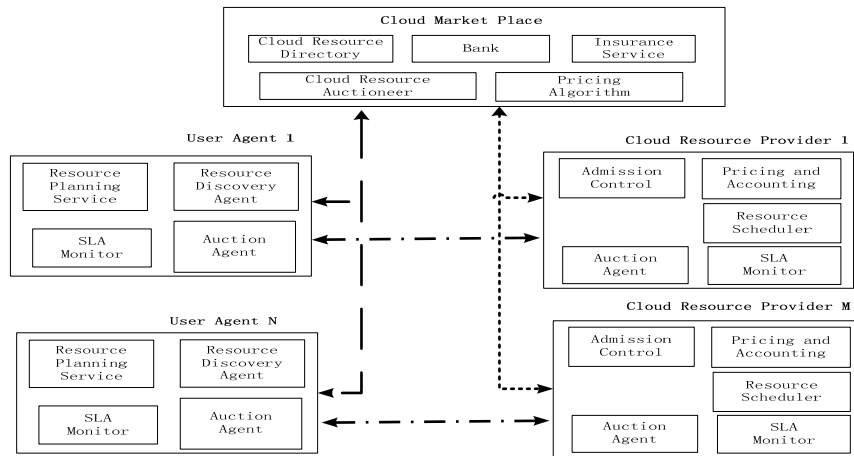 Cloud Market Place
Cloud Resource
Directory
Bank
Insurance
Service
Cloud Resource
Auctioneer
Pricing
Algorithm
User Agent 1
Resource
Planning
Service
Resource
Discovery
Agent
SLA
Monitor
Auction
Agent
Cloud Resource Provider 1
Admission
Control
Pricing and
Accounting
Resource
Scheduler
Auction
Agent
SLA
Monitor
User Agent N
Resource
Planning
Service
Resource
Discovery
Agent
SLA
Monitor
Auction
Agent
Cloud Resource Provider M
Admission
Control
Pricing and
Accounting
Resource
Scheduler
Auction
Agent
SLA
Monitor